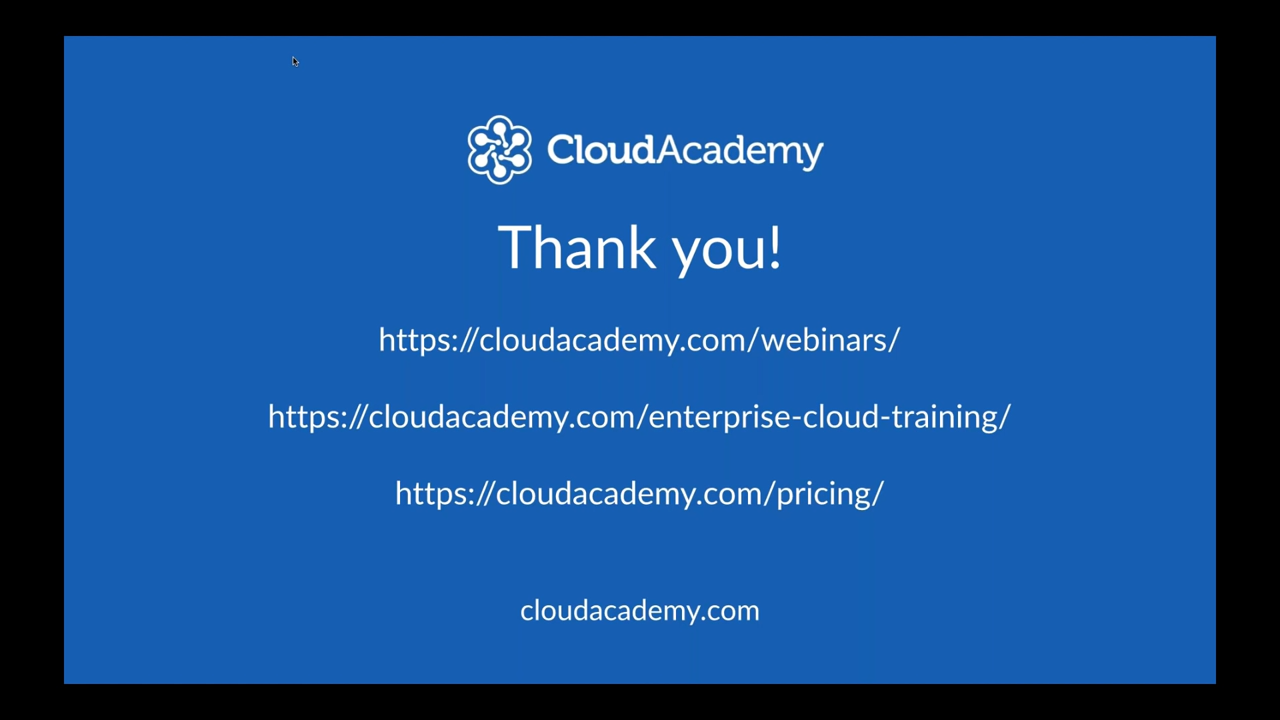 CloudAcademy
Thank you!
https://cloudacademy.com/webinars/
https://cloudacademy.com/enterprise-cloud-training/
https://cloudacademy.com/pricing/
cloudacademy.com